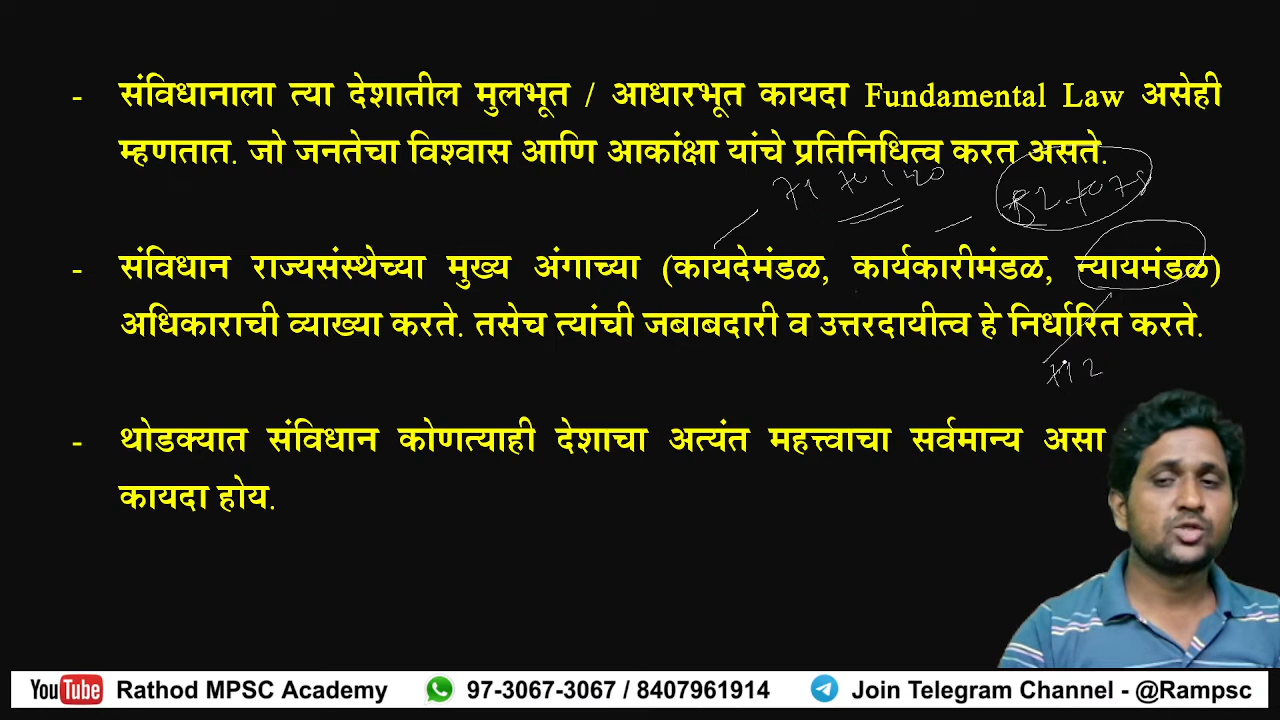 - संविधानाला त्या देशातील मुलभूत / आधारभूत कायदा Fundamental Law असेही
म्हणतात. जो जनतेचा विश्वास आणि आकांक्षा यांचे प्रतिनिधित्व करत असते.
- संविधान राज्यसंस्थेच्या मुख्य अंगाच्या (कायदेमंडळ, कार्यकारीमंडळ, न्यायमंडळ)
अधिकाराची व्याख्या करते. तसेच त्यांची जबाबदारी व उत्तरदायीत्व हे निर्धारित करते.
- थोडक्यात संविधान कोणत्याही देशाचा अत्यंत महत्त्वाचा सर्वमान्य असा
कायदा होय.
YouTube Rathod MPSC Academy 97-3067-3067 / 8407961914 Join Telegram Channel - @Rampsc